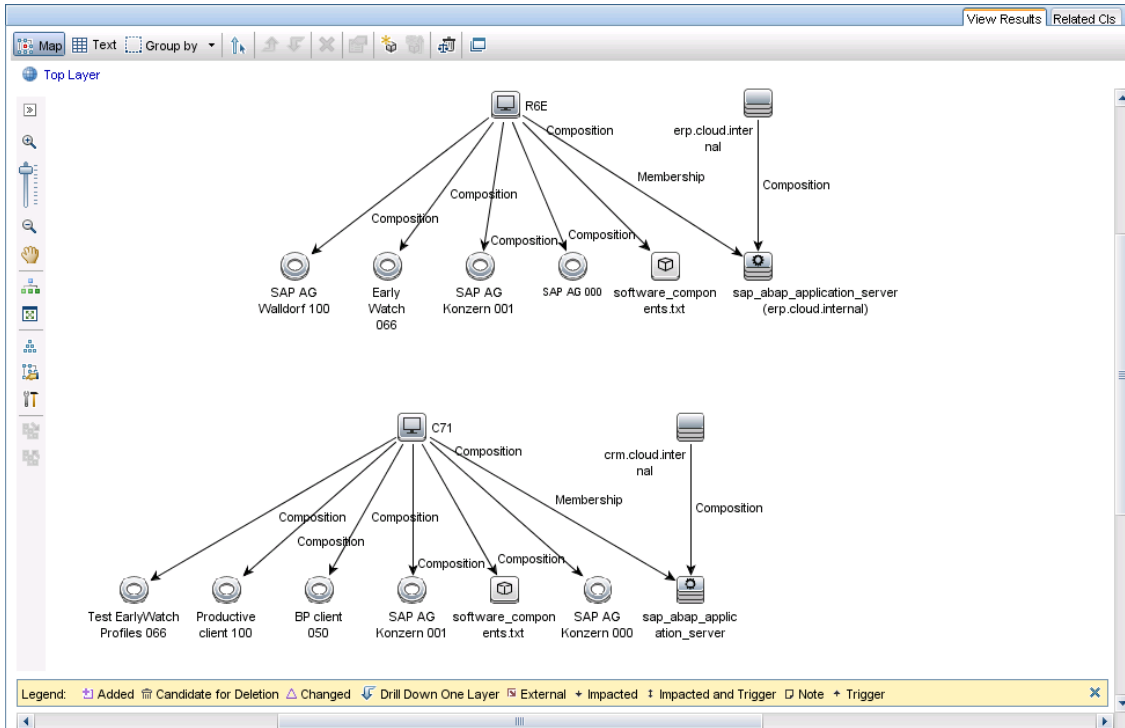 View Results Related CIs
Map Text Group by
Top Layer
R6E
erp.cloud.inter
nal
Composition
Membership
Composition
Composition
Composition
Composition
Composition
SAP AG
Walldorf 100
Early
Watch
066
SAP AG
Konzern 001
SAP AG 000
software_compon
ents.txt
sap_abap_application_server
(erp.cloud.internal)
C71
crm.cloud.inter
nal
Composition
Membership
Composition
Composition
Composition
Composition
Composition
Composition
Test EarlyWatch
Profiles 066
Productive
client 100
BP client
050
SAP AG
Konzern 001
software_compon
ents.txt
SAP AG
Konzern 000
sap_abap_applic
ation_server
Legend: Added Candidate for Deletion Changed Drill Down One Layer External Impacted Impacted and Trigger Note Trigger